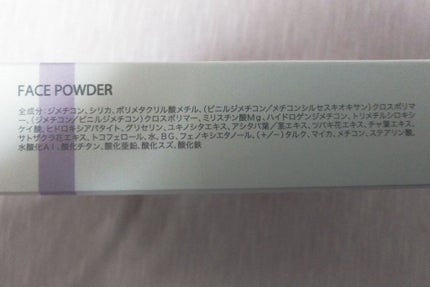 FACE POWDER
全成分:ジメチコン、シリカ、ポリメタクリル酸メチル、(ビニルジメチコン/メチコンシルセスキオキサン)クロスポリマ
ー、(ジメチコン/ビニルジメチコン)クロスポリマー、ミリスチン酸Mg、ハイドロゲンジメチコン、トリメチルシロキシ
ケイ酸、ヒドロキシアパタイト、グリセリン、ユキノシタエキス、アシタバ葉/茎エキス、ツバキ花エキス、チャ葉エキス、
サトザクラ花エキス、トコフェロール、水、BG、フェノキシエタノール、(+/-)タルク、マイカ、メチコン、ステアリン酸、
水酸化Al、酸化チタン、酸化亜鉛、酸化スズ、酸化鉄